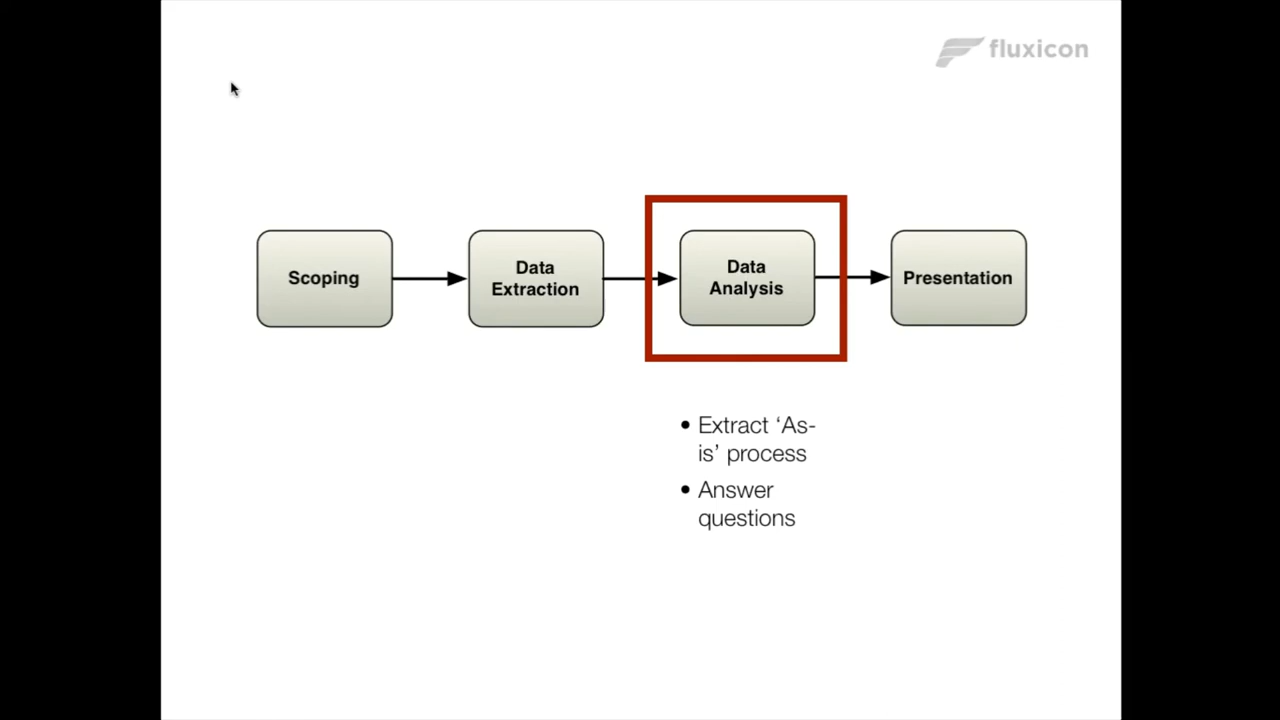 fluxicon
Scoping
Data
Extraction
Data
Analysis
Presentation
• Extract ‘As-
is’ process
• Answer
questions